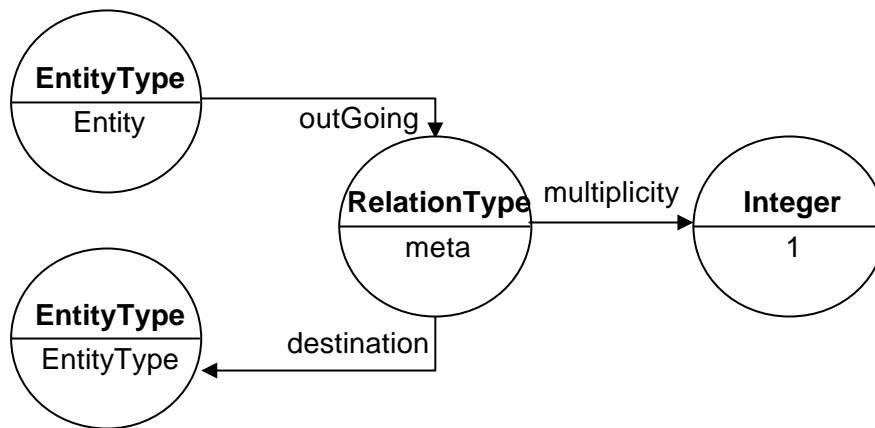 EntityType
Entity
outGoing
RelationType
meta
multiplicity
Integer
1
EntityType
EntityType
destination